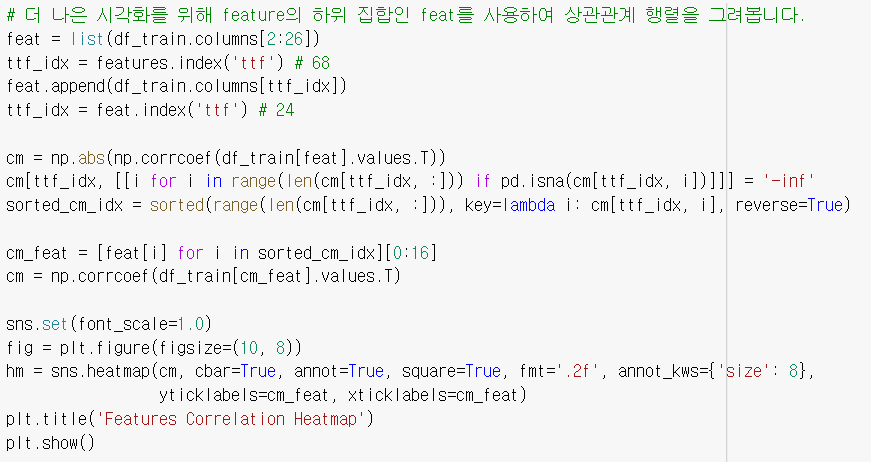 # 더 나은 시각화를 위해 feature의 하위 집합인 feat를 사용하여 상관관계 행렬을 그려봅니다.
feat = list(df_train.columns[2:26])
ttf_idx = features.index('ttf') # 68
feat.append(df_train.columns[ttf_idx])
ttf_idx = feat.index('ttf') # 24

cm = np.abs(np.corrcoef(df_train[feat].values.T))
cm[ttf_idx, [[i for i in range(len(cm[ttf_idx, :])) if pd.isna(cm[ttf_idx, i])]]] = '-inf'
sorted_cm_idx = sorted(range(len(cm[ttf_idx, :])), key=lambda i: cm[ttf_idx, i], reverse=True)

cm_feat = [feat[i] for i in sorted_cm_idx][0:16]
cm = np.corrcoef(df_train[cm_feat].values.T)

sns.set(font_scale=1.0)
fig = plt.figure(figsize=(10, 8))
hm = sns.heatmap(cm, cbar=True, annot=True, square=True, fmt='.2f', annot_kws={'size': 8},
                 yticklabels=cm_feat, xticklabels=cm_feat)
plt.title('Features Correlation Heatmap')
plt.show()